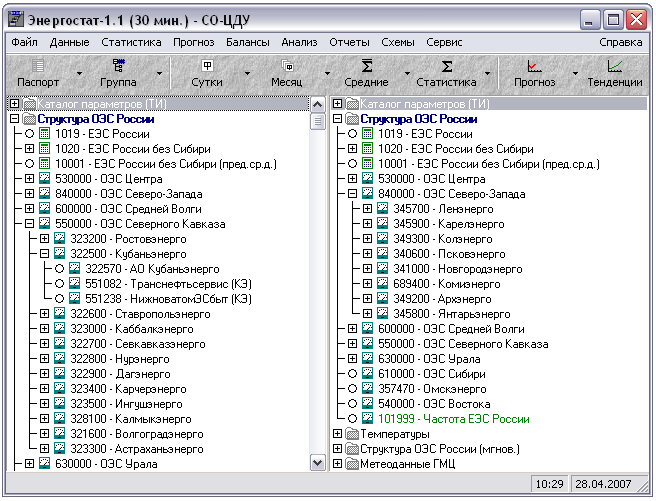 Энергостат-1.1 (30 мин.) - СО-ЦДУ
Файл Данные Статистика Прогноз Балансы Анализ Отчеты Схемы Сервис Справка
Паспорт Группа Сутки Месяц Средние Статистика Прогноз Тенденции
Каталог параметров (ТИ)
Структура ОЭС России
1019 - ЕЭС России
1020 - ЕЭС России без Сибири
10001 - ЕЭС России без Сибири (пред.ср.д.)
530000 - ОЭС Центра
840000 - ОЭС Северо-Запада
600000 - ОЭС Средней Волги
550000 - ОЭС Северного Кавказа
323200 - Ростовэнерго
322500 - Кубаньэнерго
322570 - АО Кубаньэнерго
551082 - Транснефтьсервис (КЭ)
551238 - НижноватомЭСбыт (КЭ)
322600 - Ставропольэнерго
323000 - Каббалкэнерго
322700 - Севкавказэнерго
322800 - Нурэнерго
322900 - Дагэнерго
323400 - Карчерэнерго
323500 - Ингушэнерго
328100 - Калмыкэнерго
321600 - Волгоградэнерго
323300 - Астраханьэнерго
630000 - ОЭС Урала
Каталог параметров (ТИ)
Структура ОЭС России
1019 - ЕЭС России
1020 - ЕЭС России без Сибири
10001 - ЕЭС России без Сибири (пред.ср.д.)
530000 - ОЭС Центра
840000 - ОЭС Северо-Запада
345700 - Ленэнерго
345900 - Карелэнерго
349300 - Колэнерго
340600 - Псковэнерго
341000 - Новгородэнерго
689400 - Комиэнерго
349200 - Архэнерго
345800 - Янтарьэнерго
600000 - ОЭС Средней Волги
550000 - ОЭС Северного Кавказа
630000 - ОЭС Урала
610000 - ОЭС Сибири
357470 - Омскэнерго
540000 - ОЭС Востока
101999 - Частота ЕЭС России
Температуры
Структура ОЭС России (мгнов.)
Метеоданные ГМЦ
10:29 28.04.2007